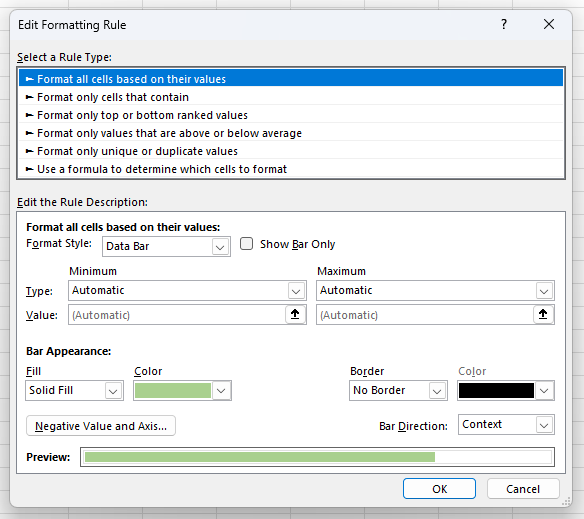 Edit Formatting Rule
?
Select a Rule Type:
► Format all cells based on their values
► Format only cells that contain
► Format only top or bottom ranked values
► Format only values that are above or below average
► Format only unique or duplicate values
► Use a formula to determine which cells to format
Edit the Rule Description:
Format all cells based on their values:
Format Style: Data Bar Show Bar Only
Minimum Maximum
Type: Automatic Automatic
Value: (Automatic) (Automatic)
Bar Appearance:
Fill Color Border Color
Solid Fill No Border
Negative Value and Axis... Bar Direction: Context
Preview:
OK Cancel